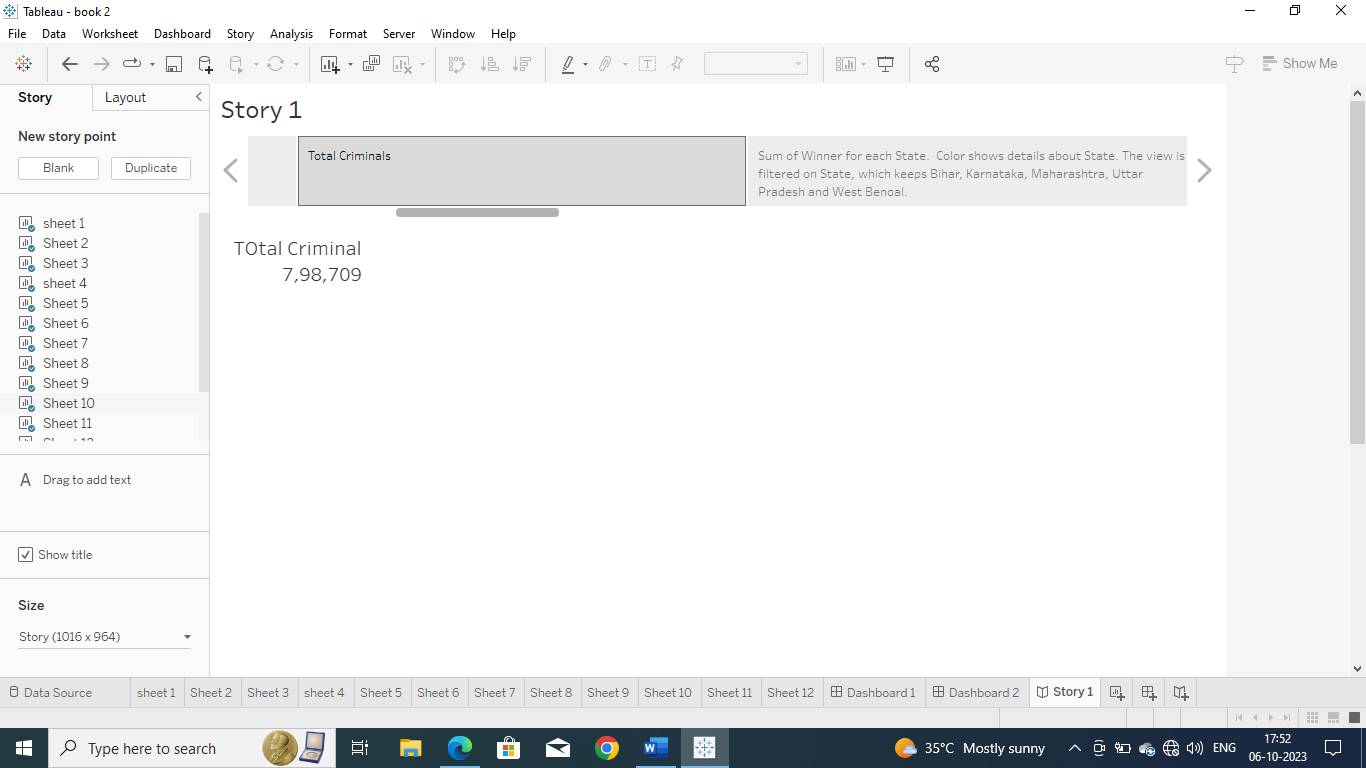 Tableau - book 2
File Data Worksheet Dashboard Story Analysis Format Server Window Help
Show Me
Story Layout
New story point
Blank Duplicate
sheet 1
Sheet 2
Sheet 3
sheet 4
Sheet 5
Sheet 6
Sheet 7
Sheet 8
Sheet 9
Sheet 10
Sheet 11
A Drag to add text
Show title
Size
Story (1016 x 964)
Story 1
Total Criminals
Sum of Winner for each State. Color shows details about State. The view is
filtered on State, which keeps Bihar, Karnataka, Maharashtra, Uttar
Pradesh and West Bengal.
TOtal Criminal
7,98,709
Data Source sheet 1 Sheet 2 Sheet 3 sheet 4 Sheet 5 Sheet 6 Sheet 7 Sheet 8 Sheet 9 Sheet 10 Sheet 11 Sheet 12 Dashboard 1 Dashboard 2 Story 1
Type here to search
35°C Mostly sunny
ENG
17:52
06-10-2023